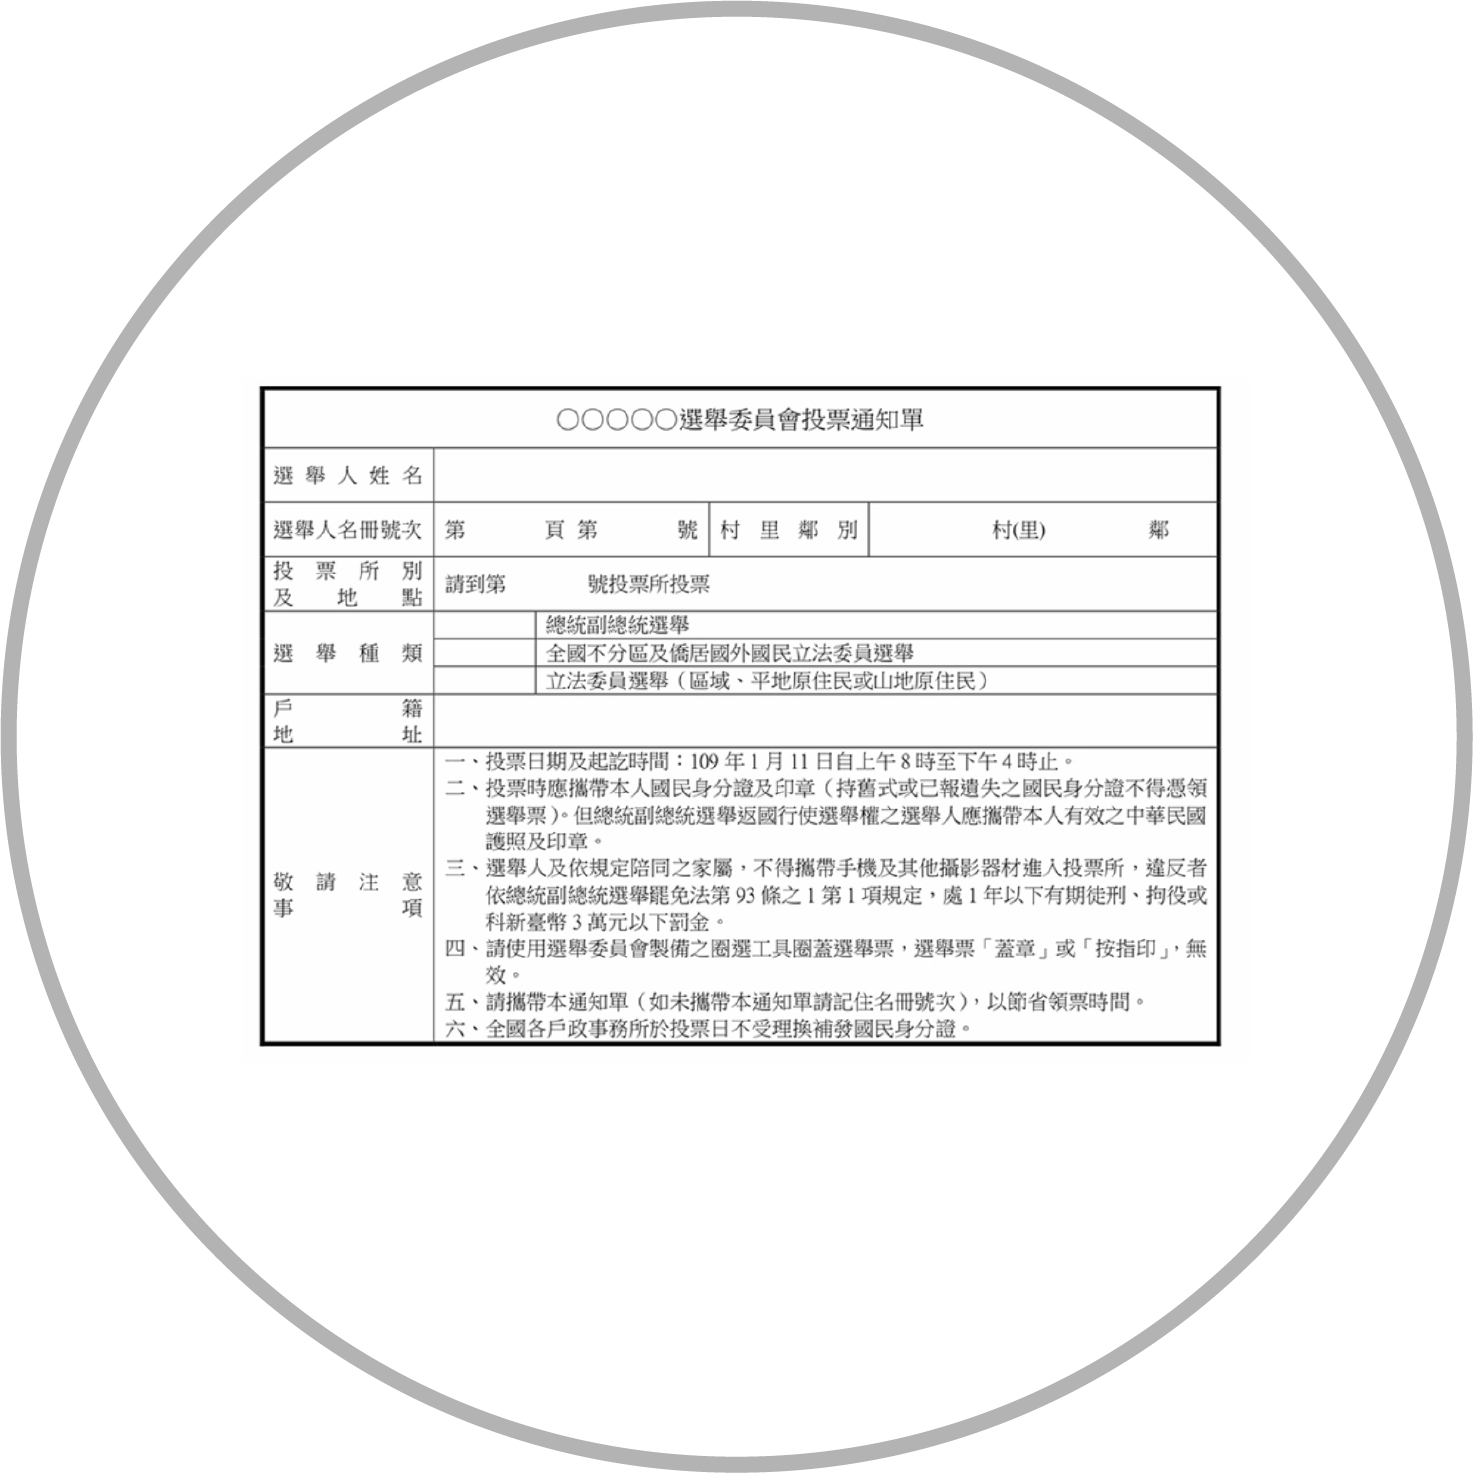 ○○○○○選舉委員會投票通知單
選舉人姓名
選舉人名冊號次 第 頁第 號 村里鄰別 村(里) 鄰
投票所別
及地點
請到第 號投票所投票
選舉種類
總統副總統選舉
全國不分區及僑居國外國民立法委員選舉
立法委員選舉（區域、平地原住民或山地原住民）
戶籍
地址
敬請注意
事項
一、投票日期及起訖時間：109年1月11日自上午8時至下午4時止。
二、投票時應攜帶本人國民身分證及印章（持舊式或已報遺失之國民身分證不得憑領
選舉票）。但總統副總統選舉返國行使選舉權之選舉人應攜帶本人有效之中華民國
護照及印章。
三、選舉人及依規定陪同之家屬，不得攜帶手機及其他攝影器材進入投票所，違反者
依總統副總統選舉罷免法第93條之1第1項規定，處1年以下有期徒刑、拘役或
科新臺幣3萬元以下罰金。
四、請使用選舉委員會製備之圈選工具圈蓋選舉票，選舉票「蓋章」或「按指印」，無
效。
五、請攜帶本通知單（如未攜帶本通知單請記住名冊號次），以節省領票時間。
六、全國各戶政事務所於投票日不受理換補發國民身分證。